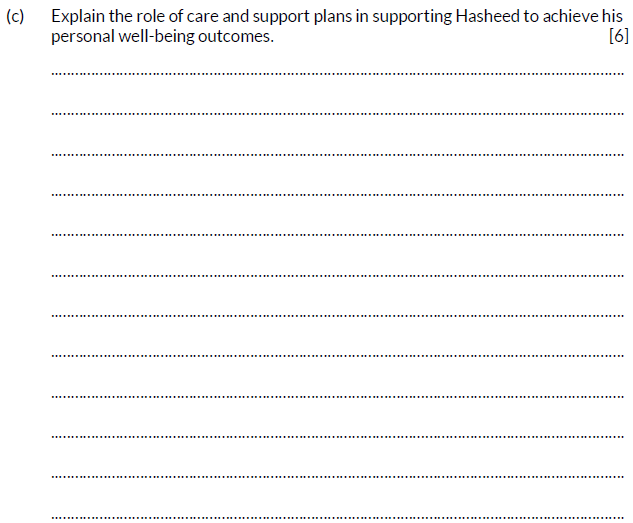 (c) Explain the role of care and support plans in supporting Hasheed to achieve his
personal well-being outcomes. [6]